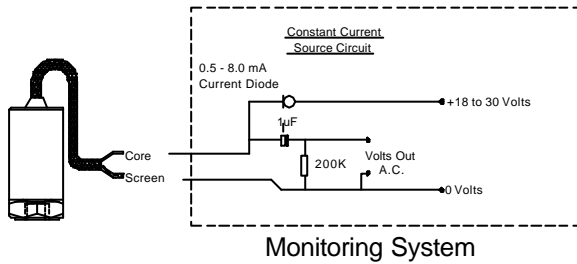 Constant Current
Source Circuit
0.5 - 8.0 mA
Current Diode
+18 to 30 Volts
1uF
Core
200K
Volts Out
A.C.
Screen
0 Volts
Monitoring System